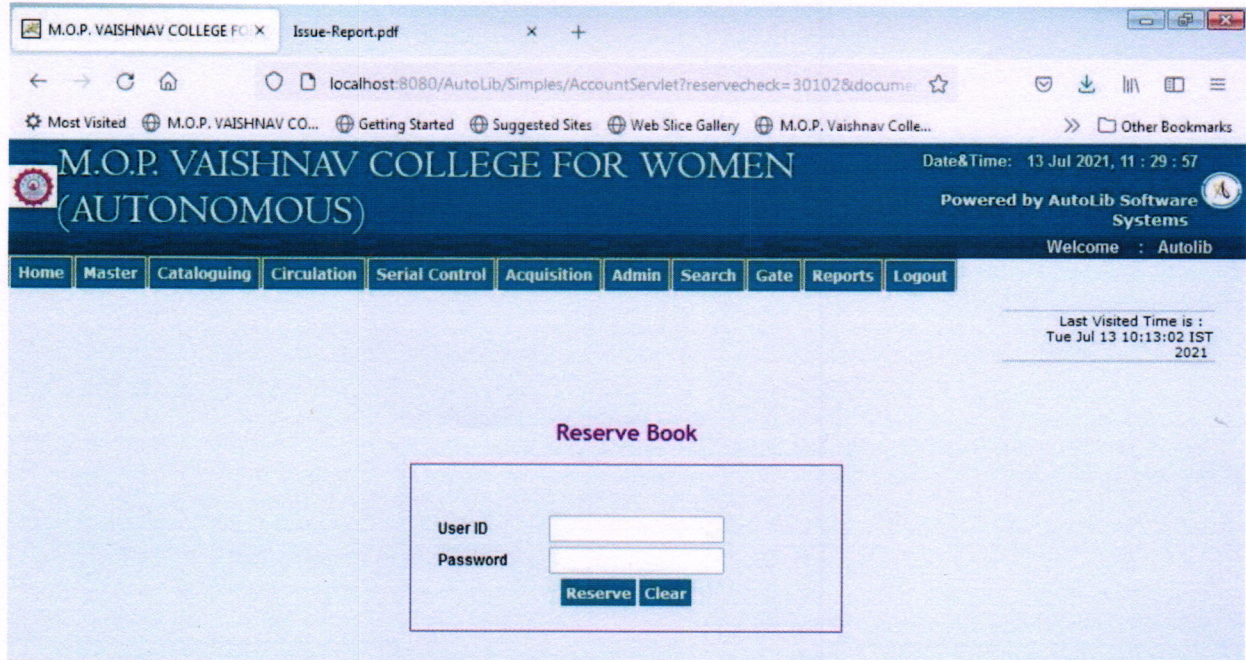 M.O.P. VAISHNAV COLLEGE FO
Issue-Report.pdf
localhost:8080/AutoLib/Simples/AccountServlet?reservecheck=30102&docume
Most Visited M.O.P. VAISHNAV CO... Getting Started Suggested Sites Web Slice Gallery M.O.P. Vaishnav Colle... Other Bookmarks
M.O.P. VAISHNAV COLLEGE FOR WOMEN
(AUTONOMOUS)
Date&Time: 13 Jul 2021, 11 : 29 : 57
Powered by AutoLib Software
Systems
Welcome : Autolib
Home Master Cataloguing Circulation Serial Control Acquisition Admin Search Gate Reports Logout
Last Visited Time is :
Tue Jul 13 10:13:02 IST
2021
Reserve Book
User ID
Password
Reserve Clear